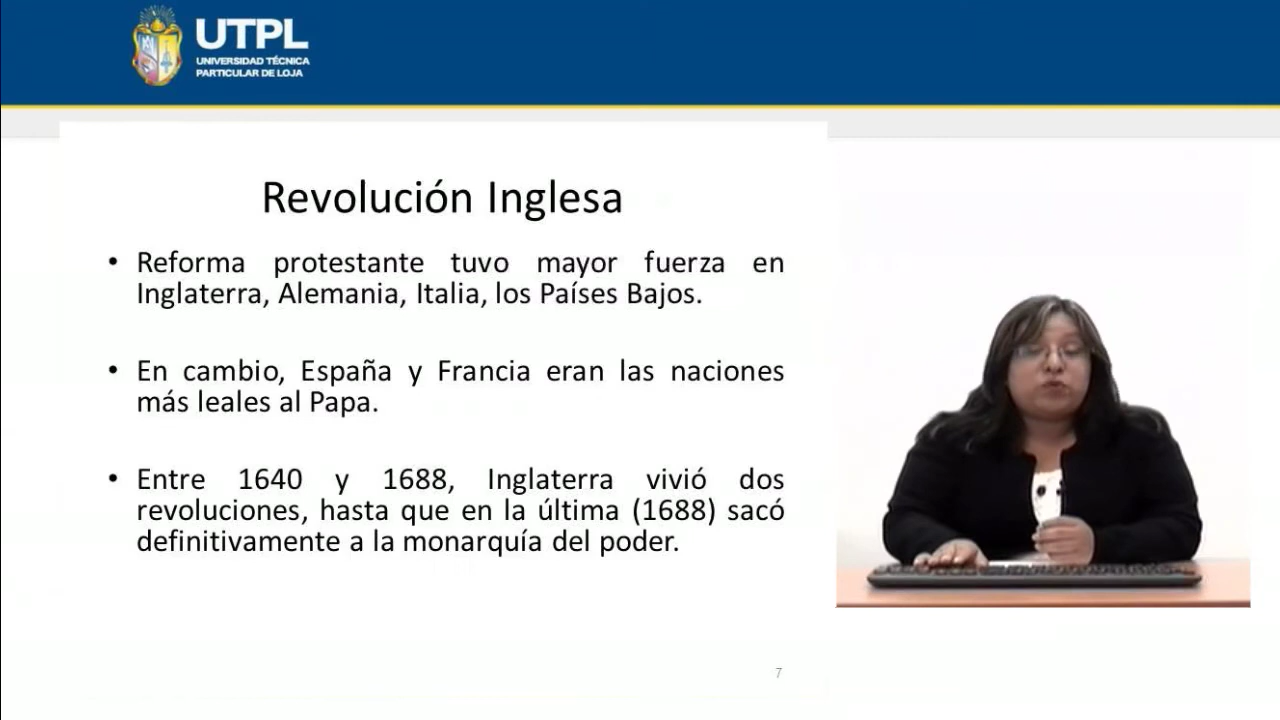 UTPL
UNIVERSIDAD TÉCNICA
PARTICULAR DE LOJA
Revolución Inglesa
• Reforma protestante tuvo mayor fuerza en
Inglaterra, Alemania, Italia, los Países Bajos.
• En cambio, España y Francia eran las naciones
más leales al Papa.
• Entre 1640 y 1688, Inglaterra vivió dos
revoluciones, hasta que en la última (1688) sacó
definitivamente a la monarquía del poder.
7